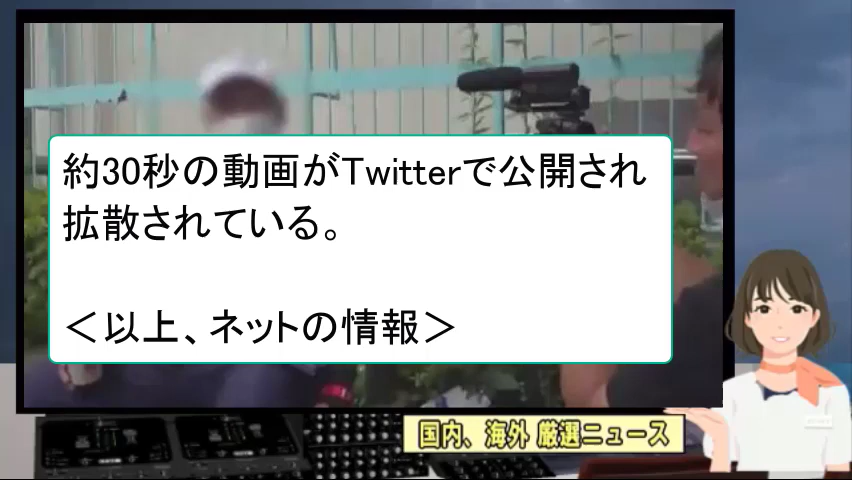 約30秒の動画がTwitterで公開され
拡散されている。
＜以上、ネットの情報＞
国内、海外 厳選ニュース